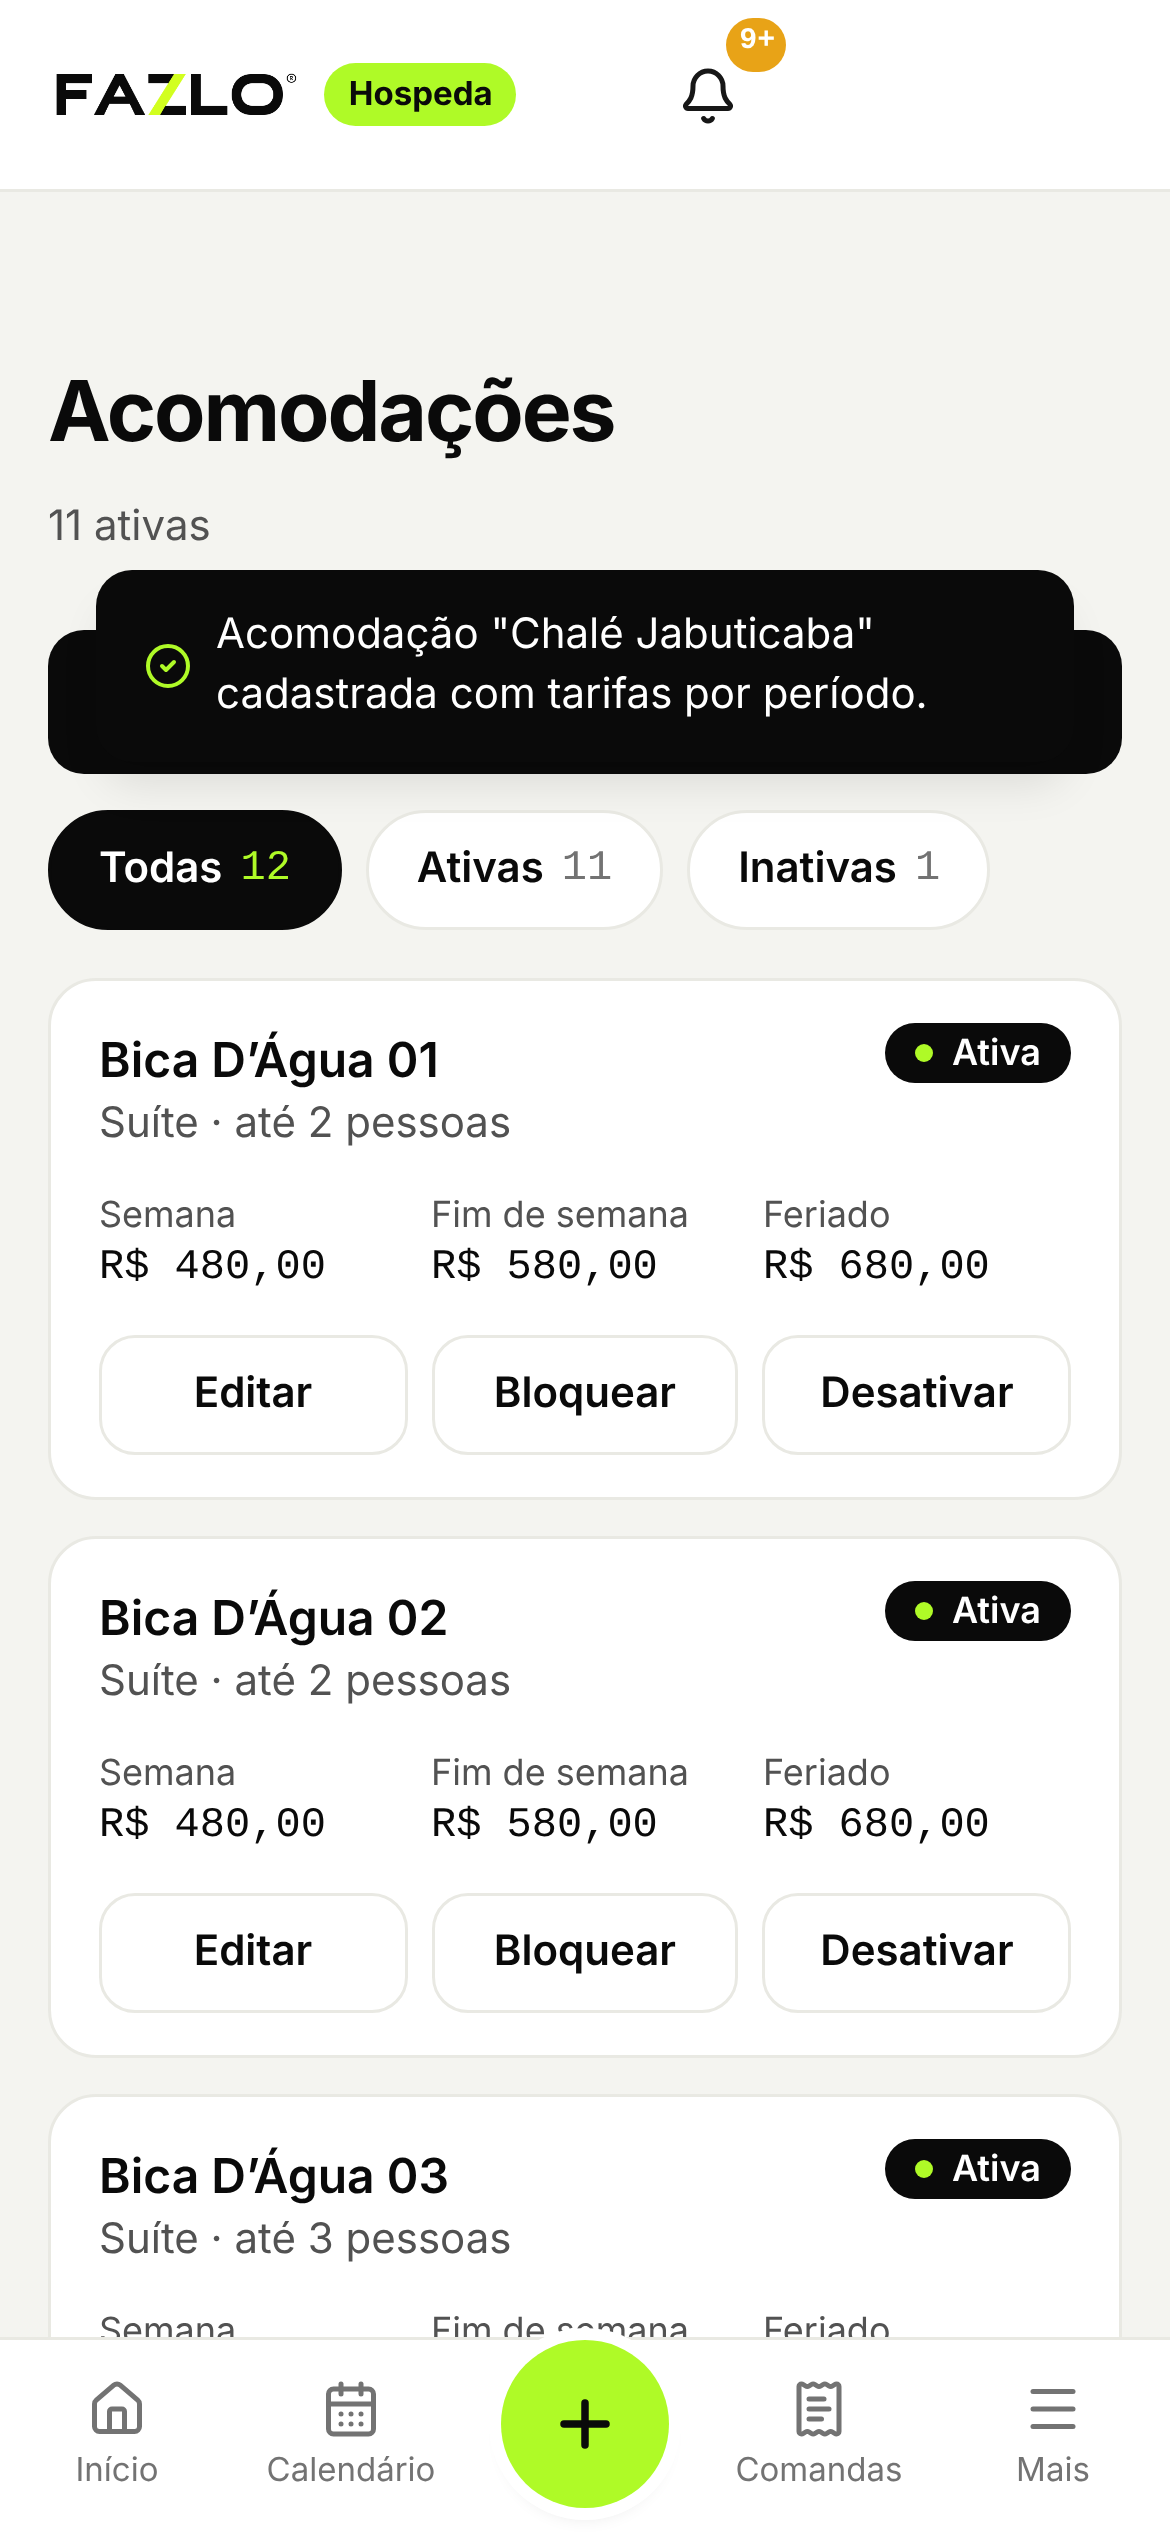 FAZLO®
Hospeda
9+
Acomodações
11 ativas
Acomodação "Chalé Jabuticaba"
cadastrada com tarifas por período.
Todas 12
Ativas 11
Inativas 1
Bica D’Água 01
Ativa
Suíte · até 2 pessoas
Semana
Fim de semana
Feriado
R$ 480,00
R$ 580,00
R$ 680,00
Editar
Bloquear
Desativar
Bica D’Água 02
Ativa
Suíte · até 2 pessoas
Semana
Fim de semana
Feriado
R$ 480,00
R$ 580,00
R$ 680,00
Editar
Bloquear
Desativar
Bica D’Água 03
Ativa
Suíte · até 3 pessoas
Semana
Fim de semana
Feriado
Início
Calendário
Comandas
Mais